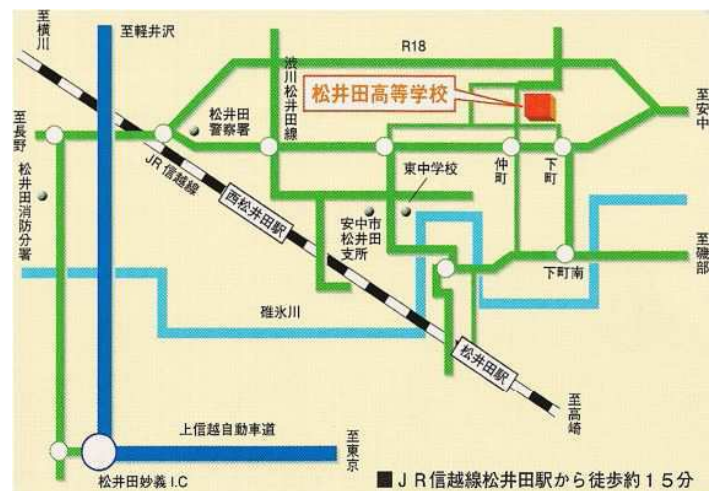 至横川
至軽井沢
R18
渋川松井田線
松井田高等学校
至安中
松井田
警察署
至長野
JR信越線
東中学校
仲町
下町
松井田消防分署
西松井田駅
安中市
松井田
支所
下町南
至磯部
碓氷川
松井田駅
至高崎
上信越自動車道
至東京
松井田妙義I.C
■JR信越線松井田駅から徒歩約15分